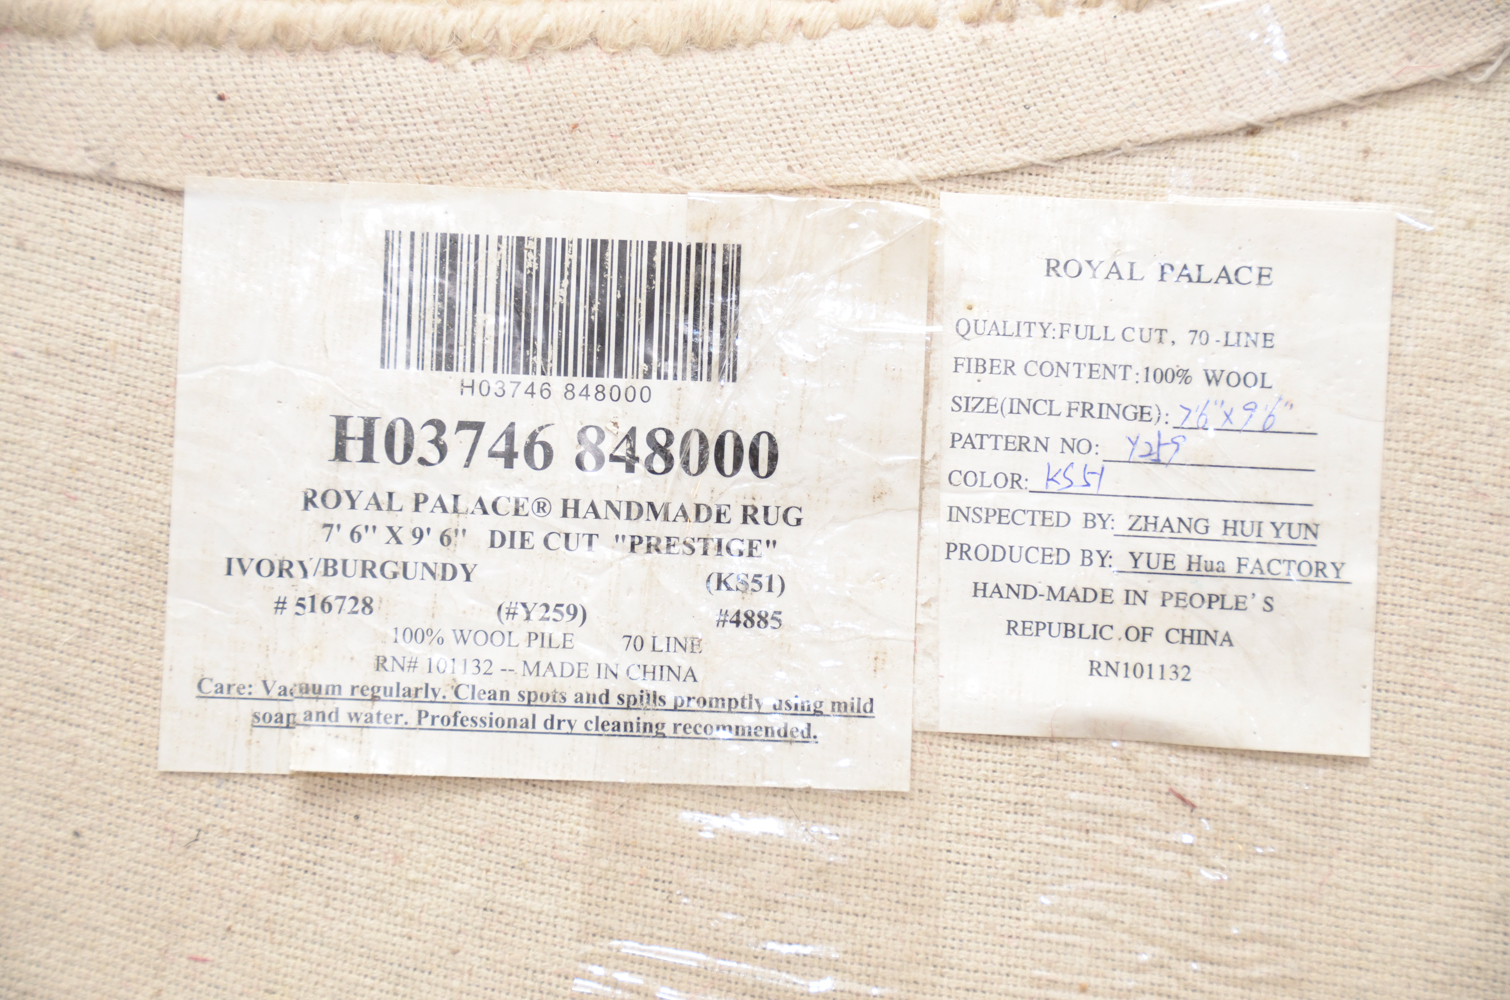 H03746 848000
H03746 848000
ROYAL PALACE® HANDMADE RUG
7' 6" X 9' 6" DIE CUT "PRESTIGE"
IVORY/BURGUNDY (KS51)
# 516728 (#Y259) #4885
100% WOOL PILE 70 LINE
RN# 101132 -- MADE IN CHINA
Care: Vacuum regularly. Clean spots and spills promptly using mild
soap and water. Professional dry cleaning recommended.
ROYAL PALACE
QUALITY:FULL CUT, 70-LINE
FIBER CONTENT:100% WOOL
SIZE(INCL FRINGE): 7'6"X9'6"
PATTERN NO: Y259
COLOR: KS51
INSPECTED BY: ZHANG HUI YUN
PRODUCED BY: YUE Hua FACTORY
HAND-MADE IN PEOPLE'S
REPUBLIC.OF CHINA
RN101132